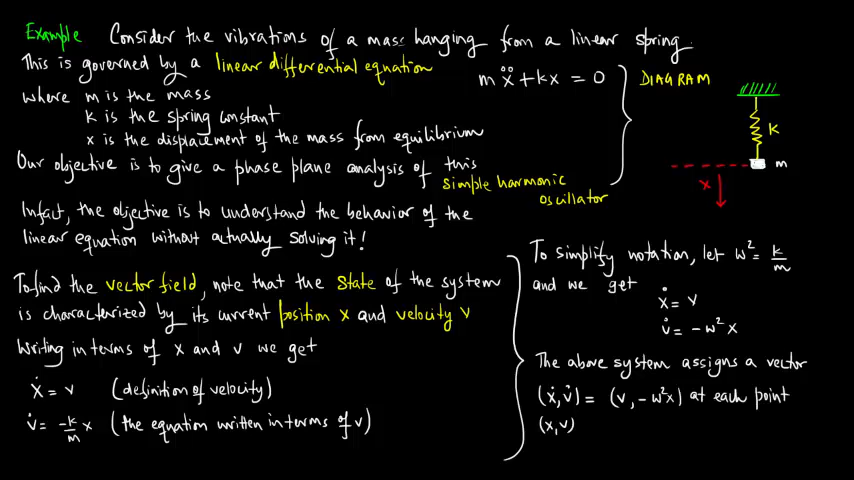 Example Consider the vibrations of a mass hanging from a linear spring.
This is governed by a linear differential equation
mẍ + kx = 0
where m is the mass
k is the spring constant
x is the displacement of the mass from equilibrium
Our objective is to give a phase plane analysis of this
simple harmonic
oscillator
Infact, the objective is to understand the behavior of the
linear equation without actually solving it!
DIAGRAM
k
m
x
To find the vector field, note that the state of the system
is characterized by its current position x and velocity v
Writing in terms of x and v we get
ẋ = v (definition of velocity)
v̇ = -k/m x (the equation written in terms of v)
To simplify notation, let ω² = k/m
and we get
ẋ = v
v̇ = -ω² x
The above system assigns a vector
(ẋ, v̇) = (v, -ω²x) at each point
(x, v)